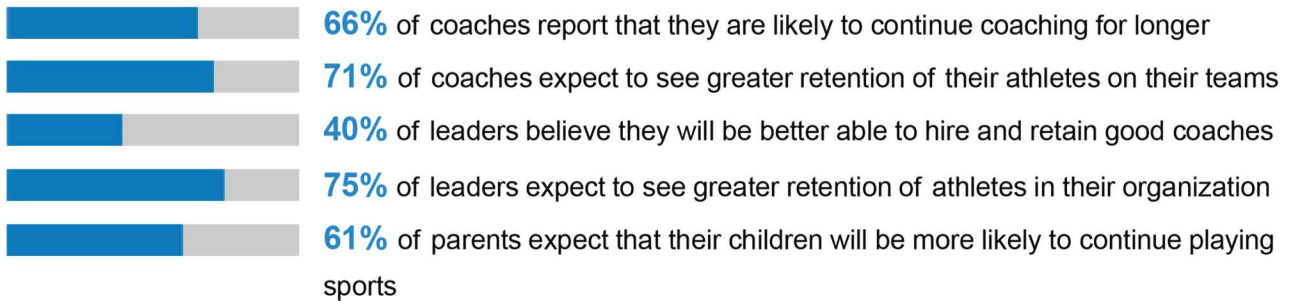 66% of coaches report that they are likely to continue coaching for longer
71% of coaches expect to see greater retention of their athletes on their teams
40% of leaders believe they will be better able to hire and retain good coaches
75% of leaders expect to see greater retention of athletes in their organization
61% of parents expect that their children will be more likely to continue playing
sports